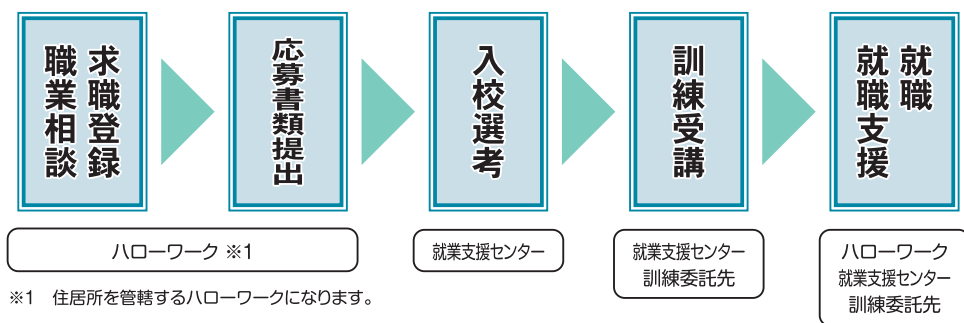 求職登録
職業相談
応募書類提出
入校選考
訓練受講
就職
就職支援
ハローワーク ※1
就業支援センター
就業支援センター
訓練委託先
ハローワーク
就業支援センター
訓練委託先
※1　住居所を管轄するハローワークになります。